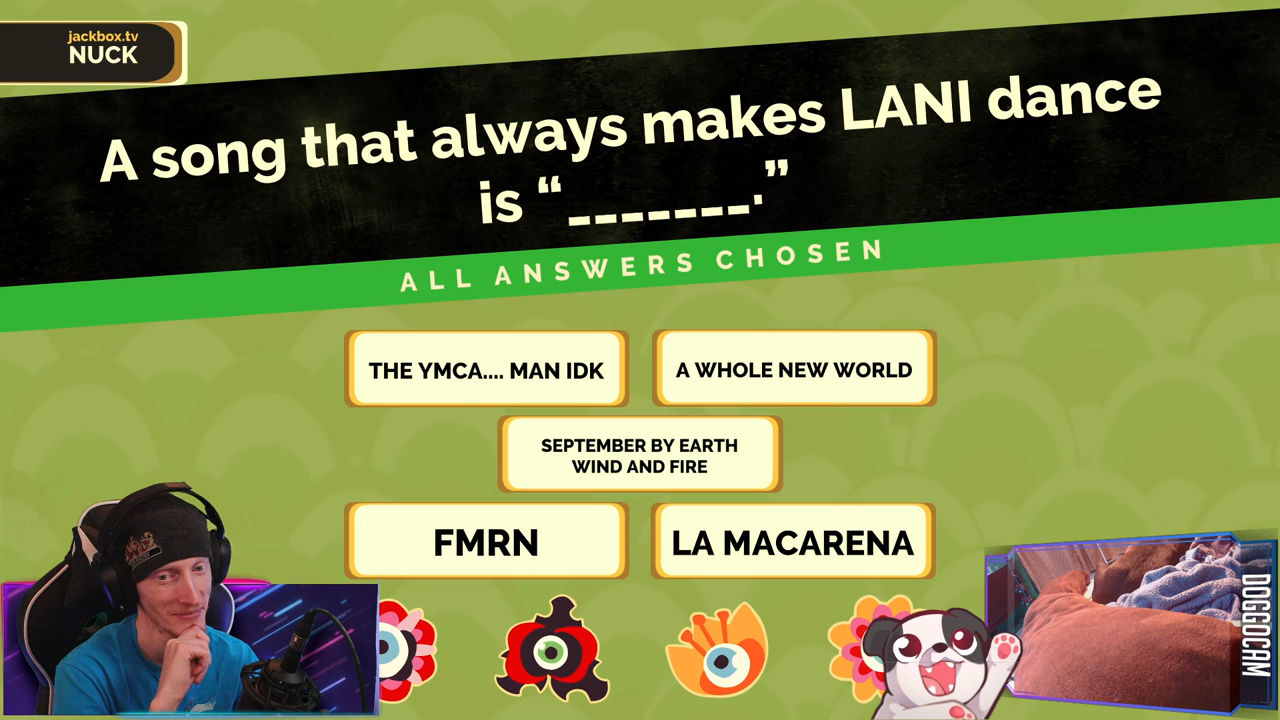 jackbox.tv
NUCK
A song that always makes LANI dance
is “_______.”
ALL ANSWERS CHOSEN
THE YMCA.... MAN IDK
A WHOLE NEW WORLD
SEPTEMBER BY EARTH
WIND AND FIRE
FMRN
LA MACARENA
DOGGOCAM